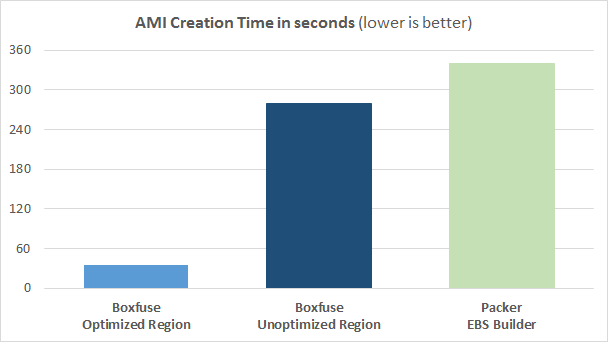 AMI Creation Time in seconds (lower is better)
360
300
240
180
120
60
0
Boxfuse
Optimized Region
Boxfuse
Unoptimized Region
Packer
EBS Builder